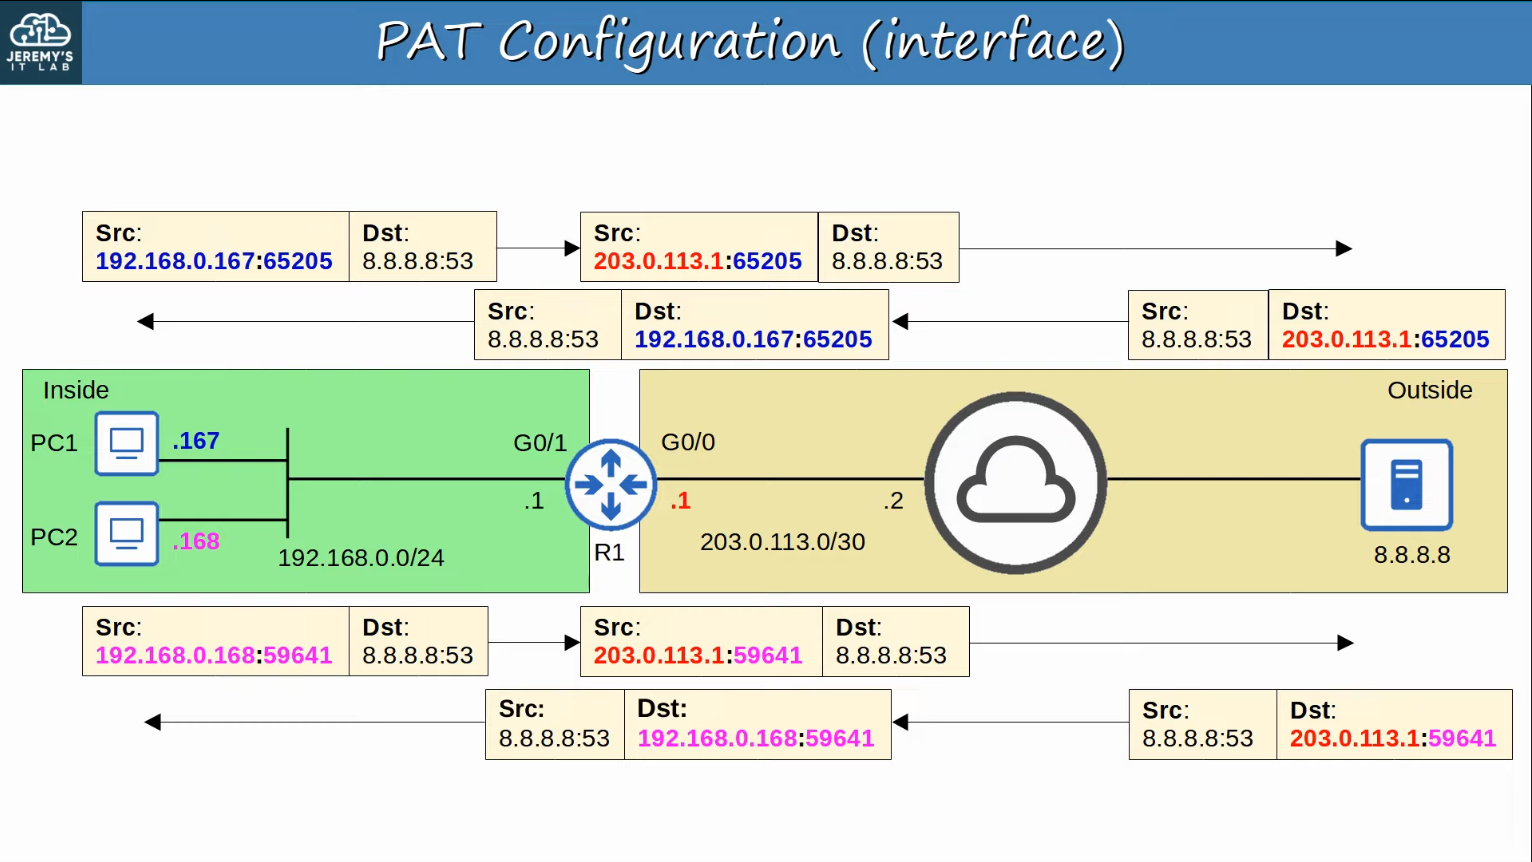 JEREMY'S
IT LAB
PAT Configuration (interface)
Src:
192.168.0.167:65205
Dst:
8.8.8.8:53
Src:
203.0.113.1:65205
Dst:
8.8.8.8:53
Src:
8.8.8.8:53
Dst:
192.168.0.167:65205
Src:
8.8.8.8:53
Dst:
203.0.113.1:65205
Inside
Outside
PC1
.167
G0/1
G0/0
.1
.1
.2
PC2
.168
192.168.0.0/24
R1
203.0.113.0/30
8.8.8.8
Src:
192.168.0.168:59641
Dst:
8.8.8.8:53
Src:
203.0.113.1:59641
Dst:
8.8.8.8:53
Src:
8.8.8.8:53
Dst:
192.168.0.168:59641
Src:
8.8.8.8:53
Dst:
203.0.113.1:59641